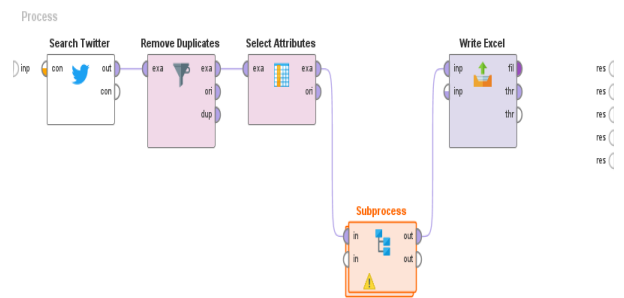 Process
Search Twitter
Remove Duplicates
Select Attributes
Write Excel
inp
con
out
con
exa
exa
ori
dup
exa
exa
ori
inp
fil
inp
thr
thr
res
res
res
res
res
Subprocess
in
out
in
out